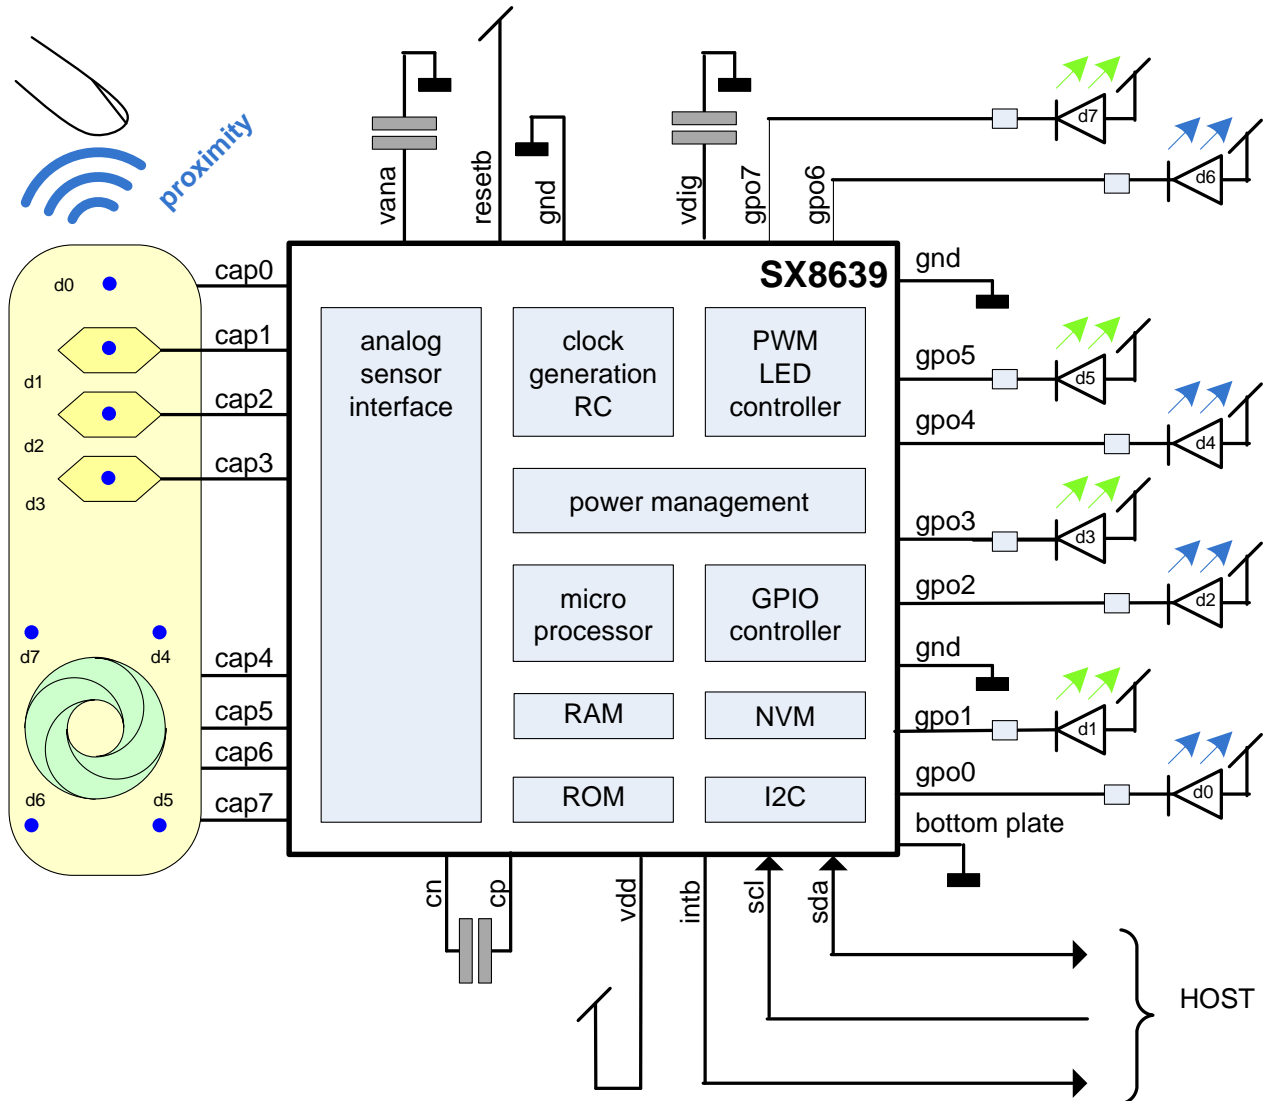 proximity
vana
resetb
gnd
vdig
gpo7
gpo6
d7
d6
SX8639
cap0
cap1
cap2
cap3
cap4
cap5
cap6
cap7
d0
d1
d2
d3
d7
d4
d6
d5
analog
sensor
interface
clock
generation
RC
PWM
LED
controller
power management
micro
processor
GPIO
controller
RAM
NVM
ROM
I2C
gnd
gpo5
d5
gpo4
d4
gpo3
d3
gpo2
d2
gnd
gpo1
d1
gpo0
d0
bottom plate
cn
cp
vdd
intb
scl
sda
HOST